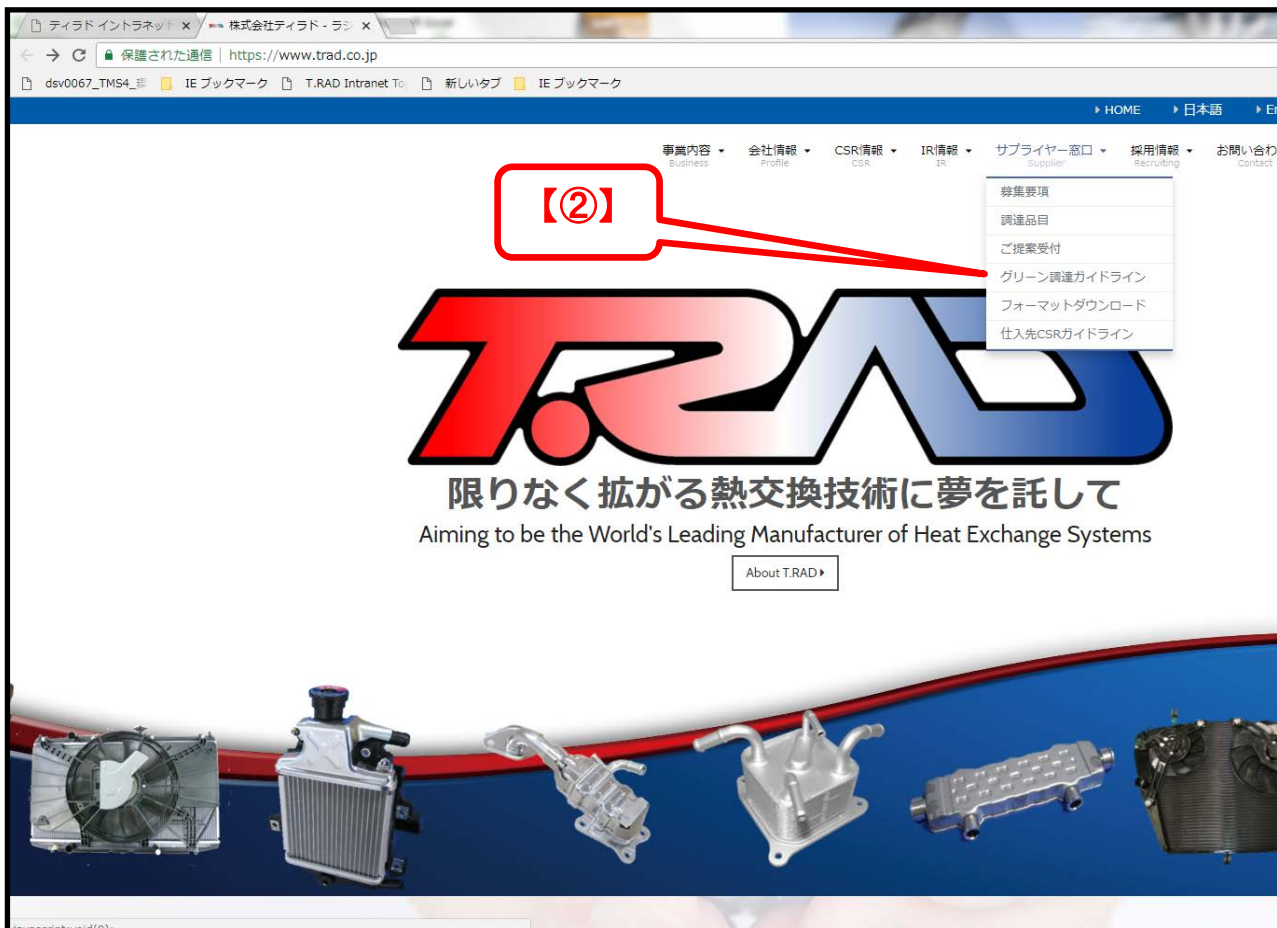 ティラド イントラネット
株式会社ティラド - ラジ
保護された通信 | https://www.trad.co.jp
dsv0067_TMS4_
IE ブックマーク
T.RAD Intranet To
新しいタブ
IE ブックマーク
HOME
日本語
En
事業内容
Business
会社情報
Profile
CSR情報
CSR
IR情報
IR
サプライヤー窓口
Supplier
採用情報
Recruiting
お問い合わ
Contact
募集要項
調達品目
ご提案受付
グリーン調達ガイドライン
フォーマットダウンロード
仕入先CSRガイドライン
【②】
T.RAD
限りなく拡がる熱交換技術に夢を託して
Aiming to be the World's Leading Manufacturer of Heat Exchange Systems
About T.RAD